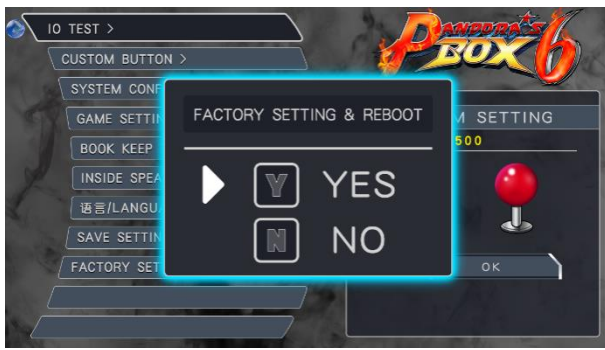 IO TEST >
CUSTOM BUTTON >
SYSTEM CONF
GAME SETTIN
BOOK KEEP
INSIDE SPEA
语言/LANGU
SAVE SETTIN
FACTORY SET
PANDORA'S
BOX 6
FACTORY SETTING & REBOOT
Y YES
N NO
M SETTING
500
OK